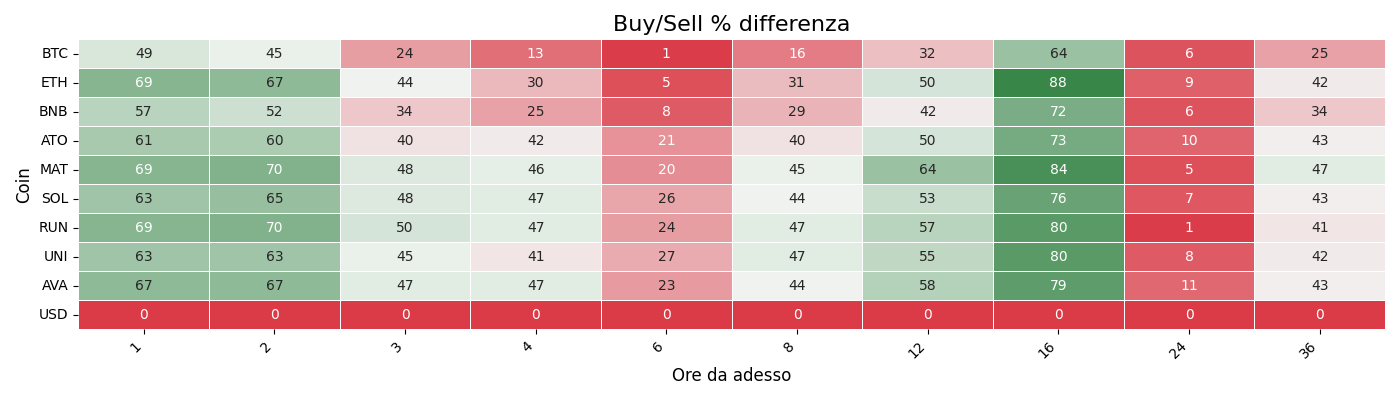 Buy/Sell % differenza
Coin
BTC 49 45 24 13 1 16 32 64 6 25
ETH 69 67 44 30 5 31 50 88 9 42
BNB 57 52 34 25 8 29 42 72 6 34
ATO 61 60 40 42 21 40 50 73 10 43
MAT 69 70 48 46 20 45 64 84 5 47
SOL 63 65 48 47 26 44 53 76 7 43
RUN 69 70 50 47 24 47 57 80 1 41
UNI 63 63 45 41 27 47 55 80 8 42
AVA 67 67 47 47 23 44 58 79 11 43
USD 0 0 0 0 0 0 0 0 0 0
1 2 3 4 6 8 12 16 24 36
Ore da adesso